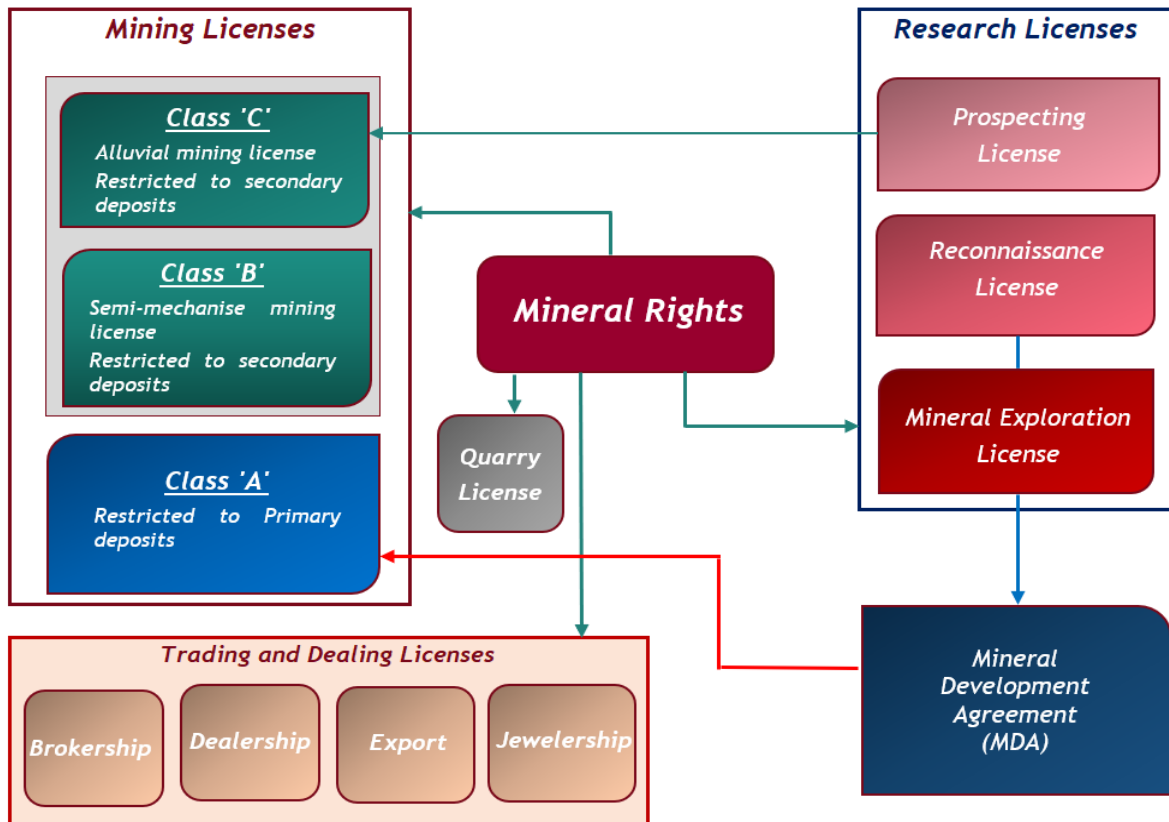 Mining Licenses
Class 'C'
Alluvial mining license
Restricted to secondary
deposits
Class 'B'
Semi-mechanise mining
license
Restricted to secondary
deposits
Class 'A'
Restricted to Primary
deposits
Mineral Rights
Quarry
License
Research Licenses
Prospecting
License
Reconnaissance
License
Mineral Exploration
License
Mineral
Development
Agreement
(MDA)
Trading and Dealing Licenses
Brokership
Dealership
Export
Jewelership